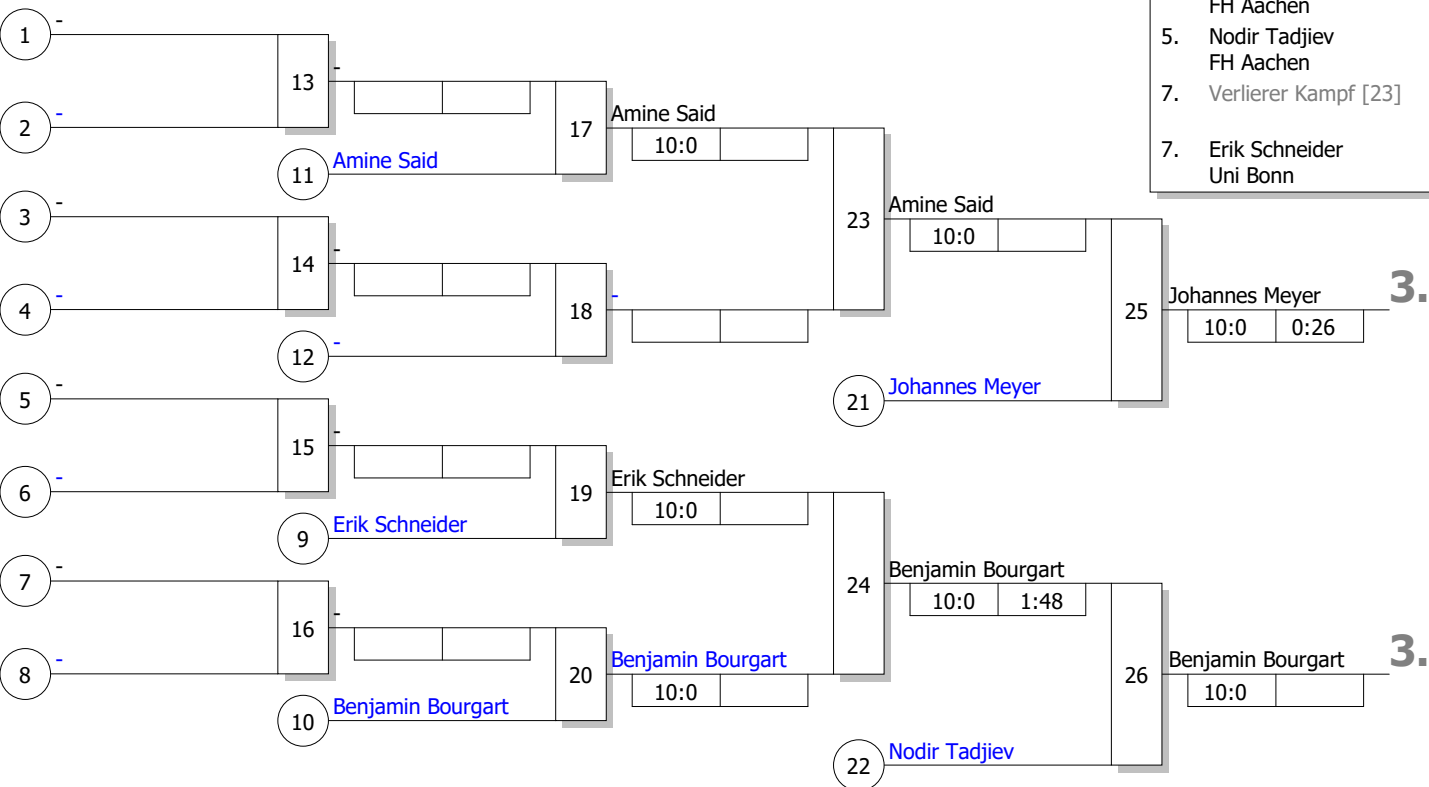 FH Aachen
5. Nodir Tadjiev
FH Aachen
7. Verlierer Kampf [23]
7. Erik Schneider
Uni Bonn
1 -
13
2 -
-
17
11 Amine Said
Amine Said
10:0
3 -
14
4 -
-
18
12 -
-
23
Amine Said
10:0
25
21 Johannes Meyer
Johannes Meyer 3.
10:0 0:26
5 -
15
6 -
-
19
9 Erik Schneider
Erik Schneider
10:0
7 -
16
8 -
-
20
10 Benjamin Bourgart
Benjamin Bourgart
10:0
24
Benjamin Bourgart
10:0 1:48
26
22 Nodir Tadjiev
Benjamin Bourgart 3.
10:0